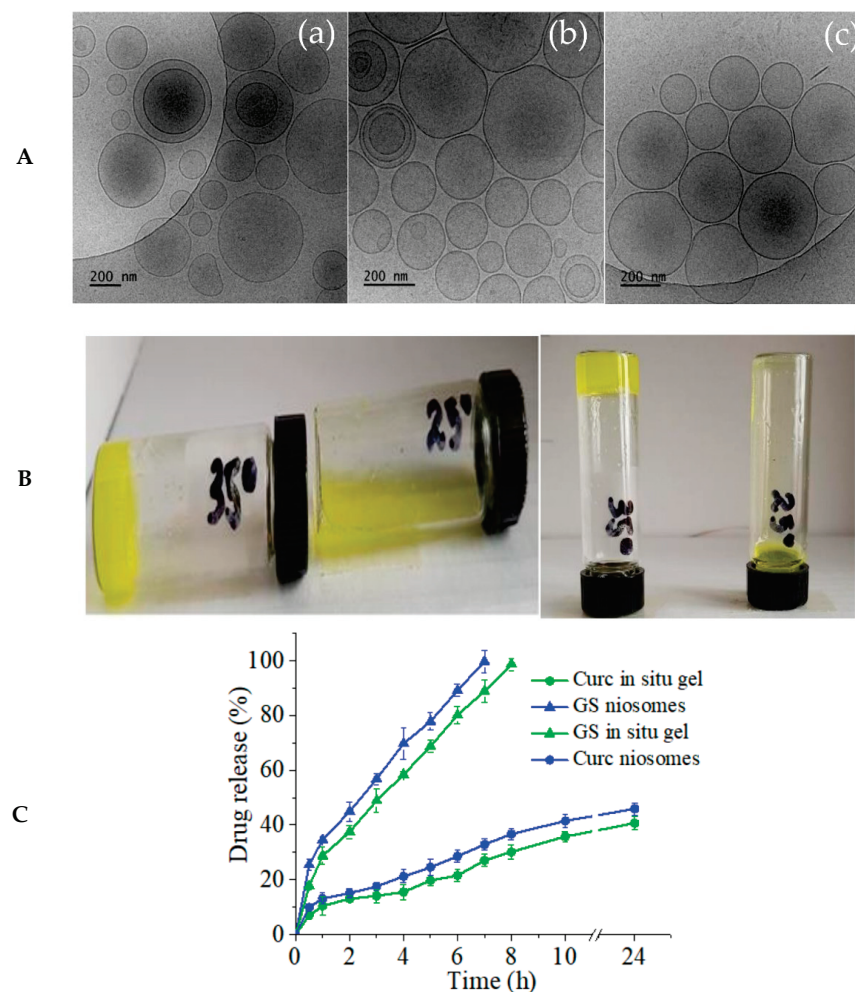 A
(a)
(b)
(c)
200 nm
200 nm
200 nm
B
35°
25°
35°
25°
C
Drug release (%)
100
80
60
40
20
0
Curc in situ gel
GS niosomes
GS in situ gel
Curc niosomes
0 2 4 6 8 10 24
Time (h)